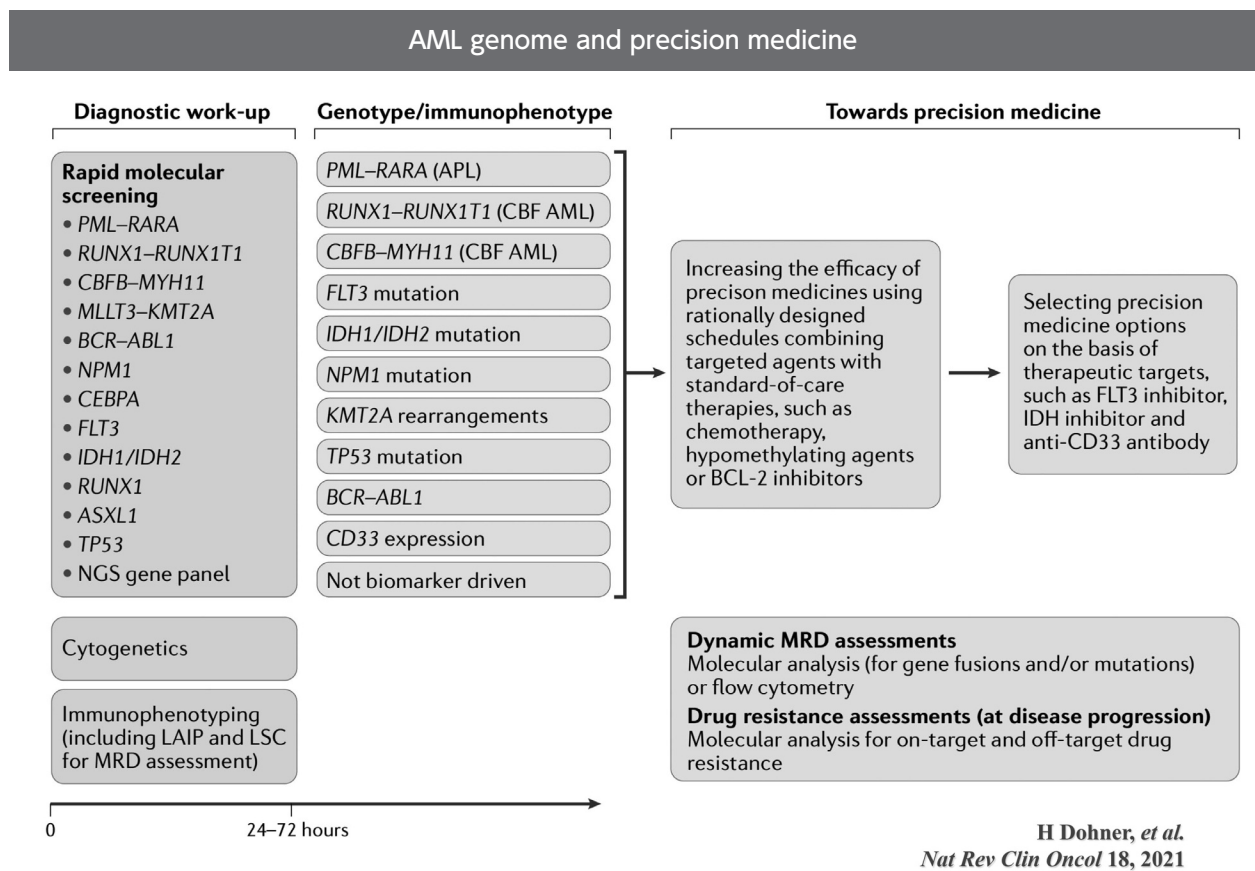 AML genome and precision medicine
Diagnostic work-up
Genotype/immunophenotype
Towards precision medicine
Rapid molecular
screening
• PML–RARA
• RUNX1–RUNX1T1
• CBFB–MYH11
• MLLT3–KMT2A
• BCR–ABL1
• NPM1
• CEBPA
• FLT3
• IDH1/IDH2
• RUNX1
• ASXL1
• TP53
• NGS gene panel
Cytogenetics
Immunophenotyping
(including LAIP and LSC
for MRD assessment)
0
24–72 hours
PML–RARA (APL)
RUNX1–RUNX1T1 (CBF AML)
CBFB–MYH11 (CBF AML)
FLT3 mutation
IDH1/IDH2 mutation
NPM1 mutation
KMT2A rearrangements
TP53 mutation
BCR–ABL1
CD33 expression
Not biomarker driven
Increasing the efficacy of
precison medicines using
rationally designed
schedules combining
targeted agents with
standard-of-care
therapies, such as
chemotherapy,
hypomethylating agents
or BCL-2 inhibitors
Selecting precision
medicine options
on the basis of
therapeutic targets,
such as FLT3 inhibitor,
IDH inhibitor and
anti-CD33 antibody
Dynamic MRD assessments
Molecular analysis (for gene fusions and/or mutations)
or flow cytometry
Drug resistance assessments (at disease progression)
Molecular analysis for on-target and off-target drug
resistance
H Dohner, et al.
Nat Rev Clin Oncol 18, 2021